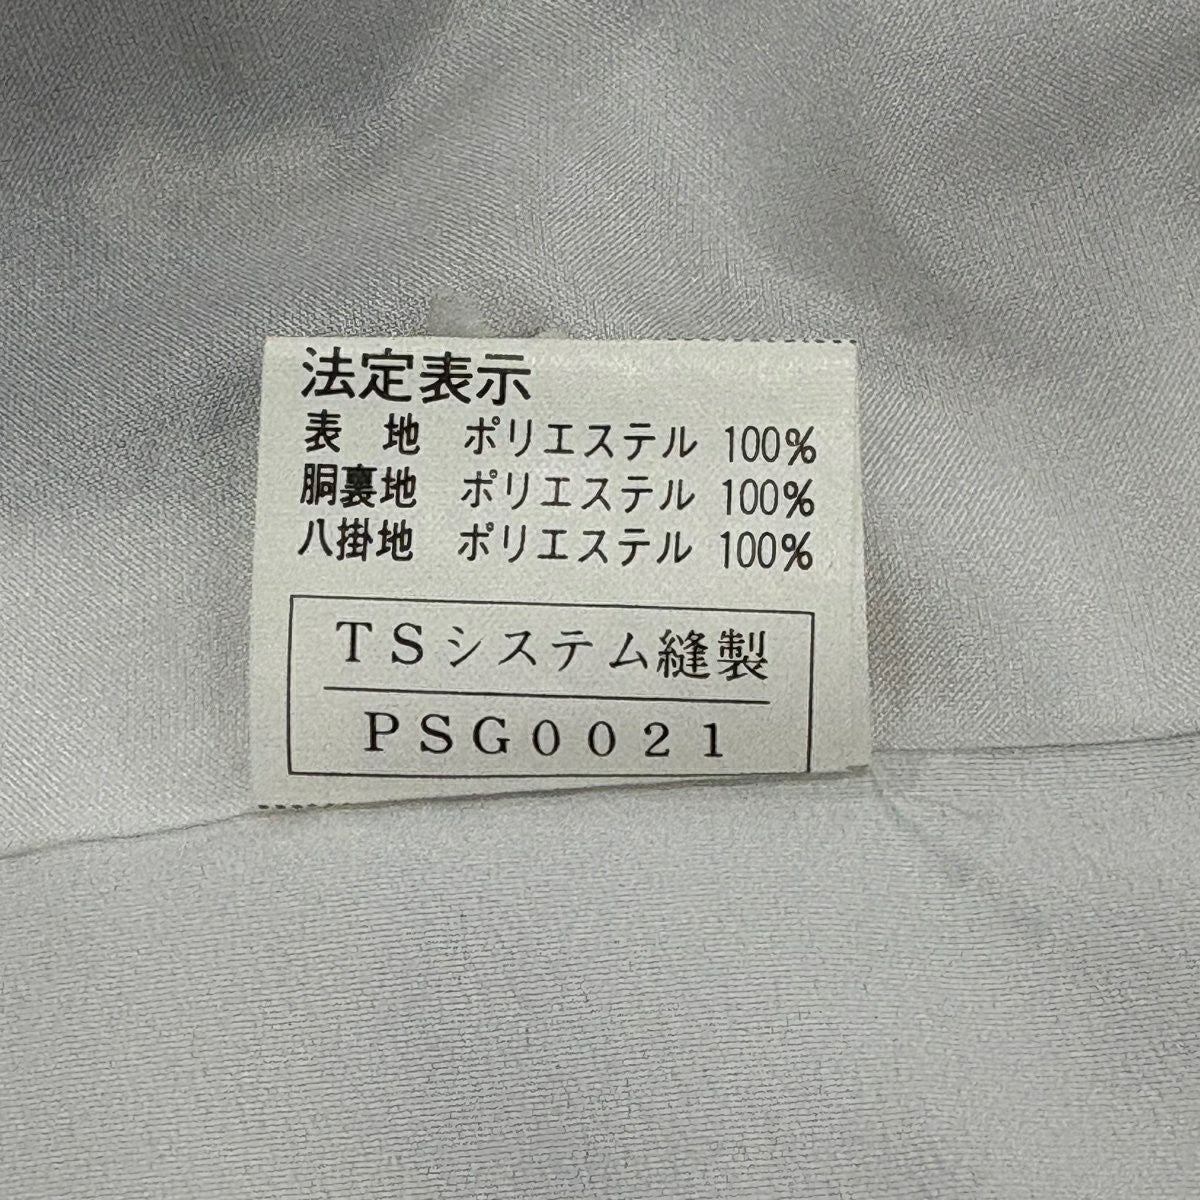 法定表示
表　地　ポリエステル 100%
胴裏地　ポリエステル 100%
八掛地　ポリエステル 100%
ＴＳシステム縫製
ＰＳＧ００２１